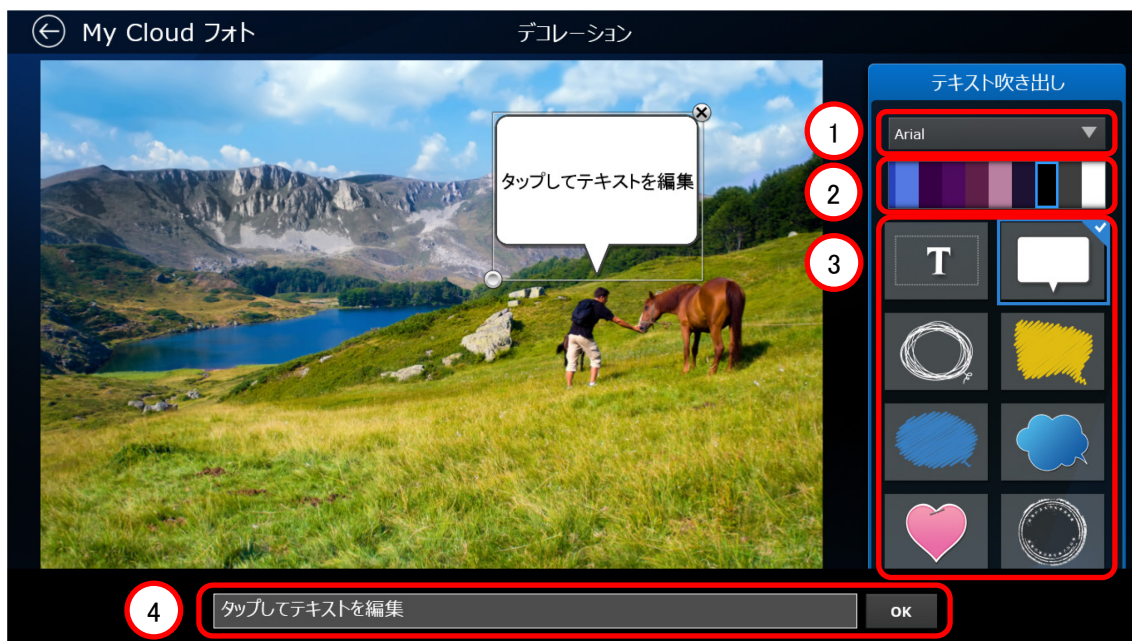 My Cloud フォト
デコレーション
テキスト吹き出し
1
Arial
2
タップしてテキストを編集
3
T
4
タップしてテキストを編集
OK